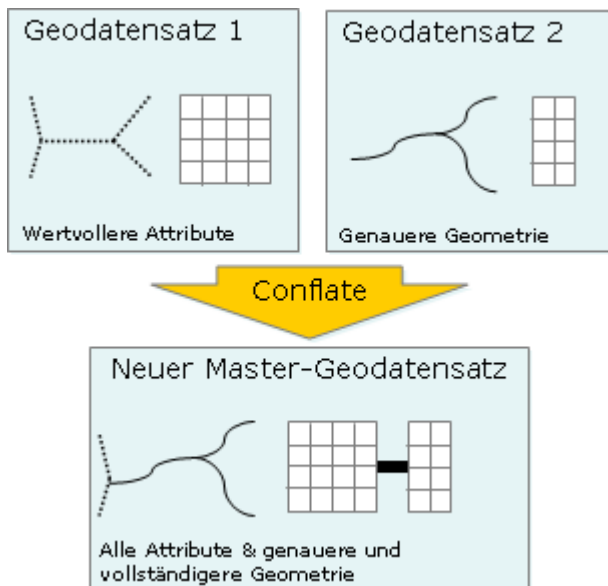 Geodatensatz 1
Geodatensatz 2
Wertvollere Attribute
Genauere Geometrie
Conflate
Neuer Master-Geodatensatz
Alle Attribute & genauere und
vollständigere Geometrie